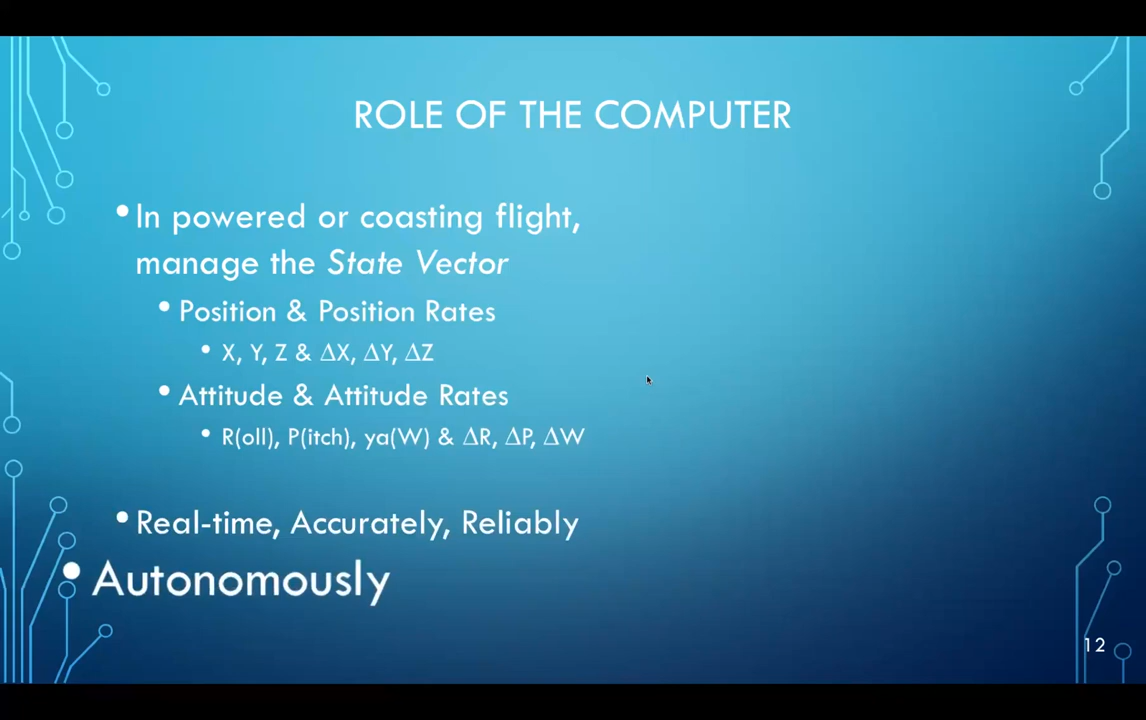 ROLE OF THE COMPUTER
•In powered or coasting flight,
manage the State Vector
• Position & Position Rates
• X, Y, Z & ΔX, ΔY, ΔZ
• Attitude & Attitude Rates
• R(oll), P(itch), ya(W) & ΔR, ΔP, ΔW
•Real-time, Accurately, Reliably
• Autonomously
12